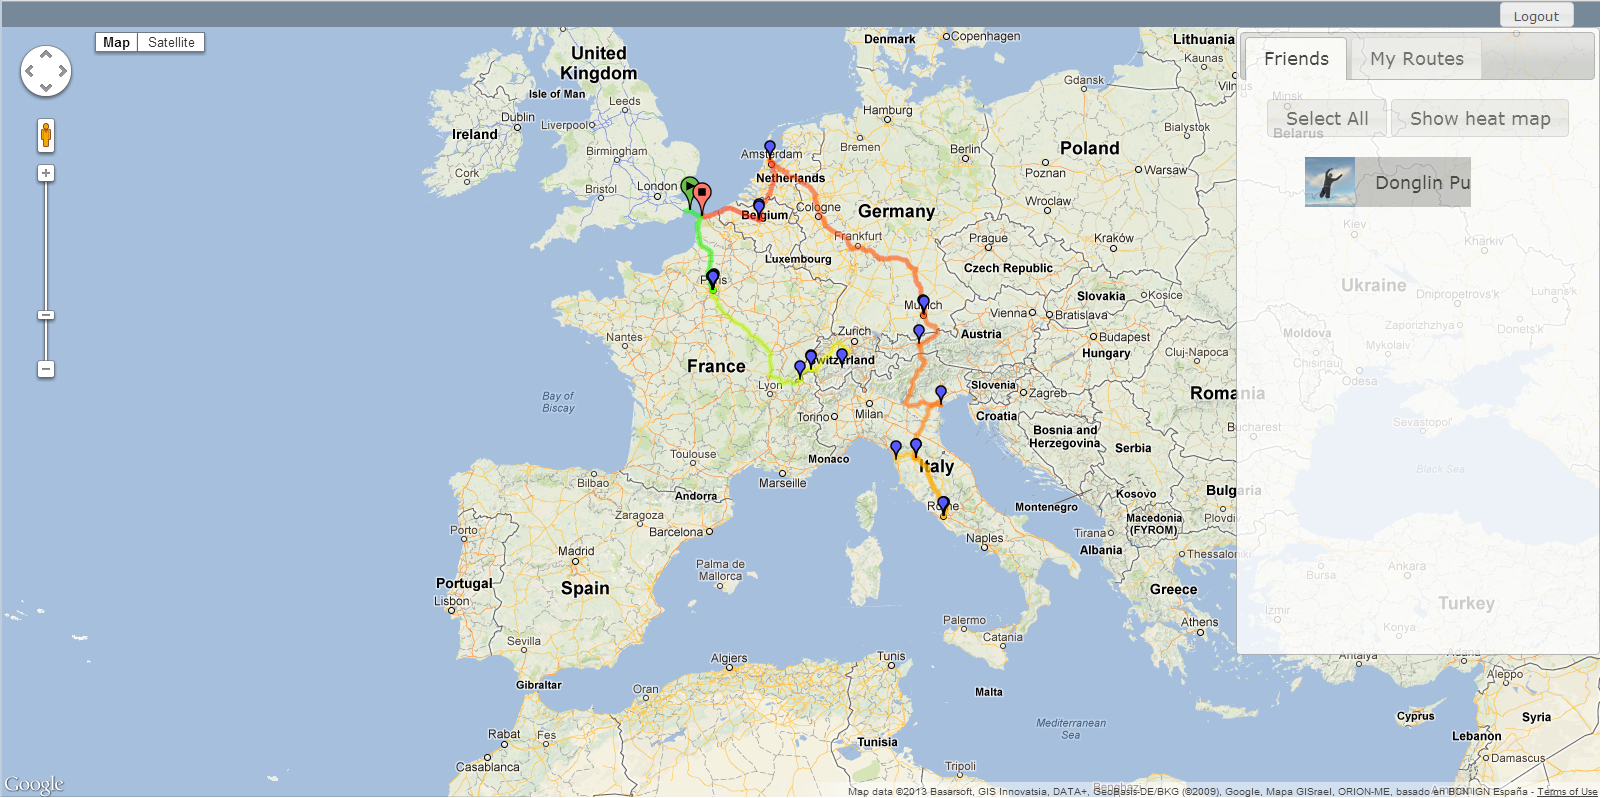 Logout
Map
Satellite
Friends
My Routes
Select All
Show heat map
Donglin Pu
Denmark
Copenhagen
Lithuania
Kaunas
Vilni
Minsk
Belarus
United
Kingdom
Isle of Man
Leeds
Dublin
Liverpool
Ireland
Birmingham
Cork
Bristol
London
Gdansk
Hamburg
Bremen
Berlin
Bialystok
Poland
Poznan
Warsaw
Amsterdam
Netherlands
Wroclaw
Belgium
Cologne
Germany
Frankfurt
Prague
Kraków
Kiev
Kharkiv
Luxembourg
Czech Republic
Ukraine
Paris
Munich
Slovakia
Košice
Dnipropetrovs'k
Luhans'k
Vienna
Bratislava
Zaporizhzhya
Donets'k
Nantes
Zurich
Austria
Budapest
Moldova
Mykolaiv
Hungary
Cluj-Napoca
Chisinau
Odesa
France
Switzerland
Lyon
Slovenia
Zagreb
Romania
Bay of
Biscay
Torino
Milan
Croatia
Bosnia and
Herzegovina
Serbia
Bucharest
Sevastopol'
Toulouse
Monaco
Italy
Black Sea
Bilbao
Marseille
Andorra
Kosovo
Bulgaria
Rome
Montenegro
Zaragoza
Macedonia
(FYROM)
Plovdi
Porto
Barcelona
Naples
Tirana
Albania
Madrid
Thessaloni
Palma de
Mallorca
Ankara
Bursa
Portugal
Spain
Greece
Lisbon
Turkey
Izmir
Palermo
Athens
Konya
Sevilla
Catania
Algiers
Tunis
Antalya
Adana
Gibraltar
Oran
Malta
Aleppo
Cyprus
Syria
Rabat
Fes
Mediterranean
Sea
Tunisia
Lebanon
Casablanca
Damascus
Tripoli
Benghazi
Google
Map data ©2013 Basarsoft, GIS Innovatsia, DATA+, GeoBasis-DE/BKG (©2009), Google, Mapa GISrael, ORION-ME, basado en BCN IGN España - Terms of Use